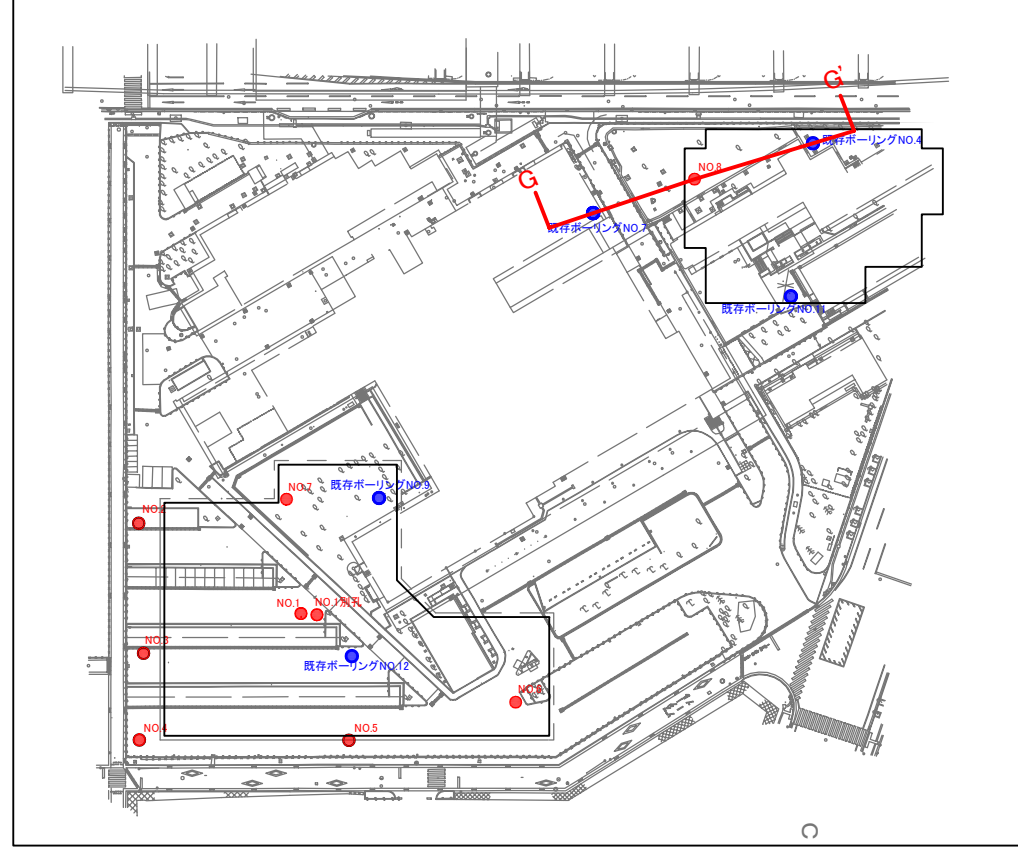 G'
既存ボーリングNO.4
NO.8
G
既存ボーリングNO.7
既存ボーリングNO.11
既存ボーリングNO.9
NO.7
NO.2
NO.1
NO.1別孔
NO.3
既存ボーリングNO.12
NO.6
NO.4
NO.5
C